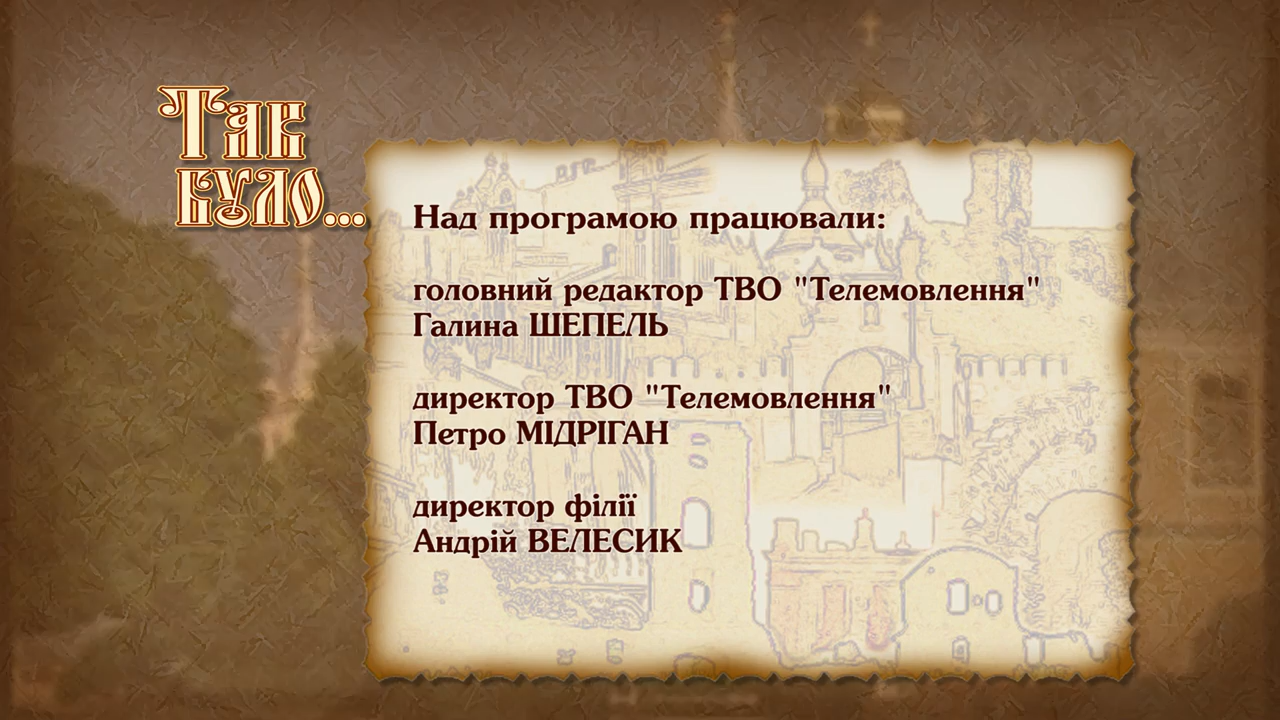 Так
було...
Над програмою працювали:
головний редактор ТВО "Телемовлення"
Галина ШЕПЕЛЬ
директор ТВО "Телемовлення"
Петро МІДРІГАН
директор філії
Андрій ВЕЛЕСИК